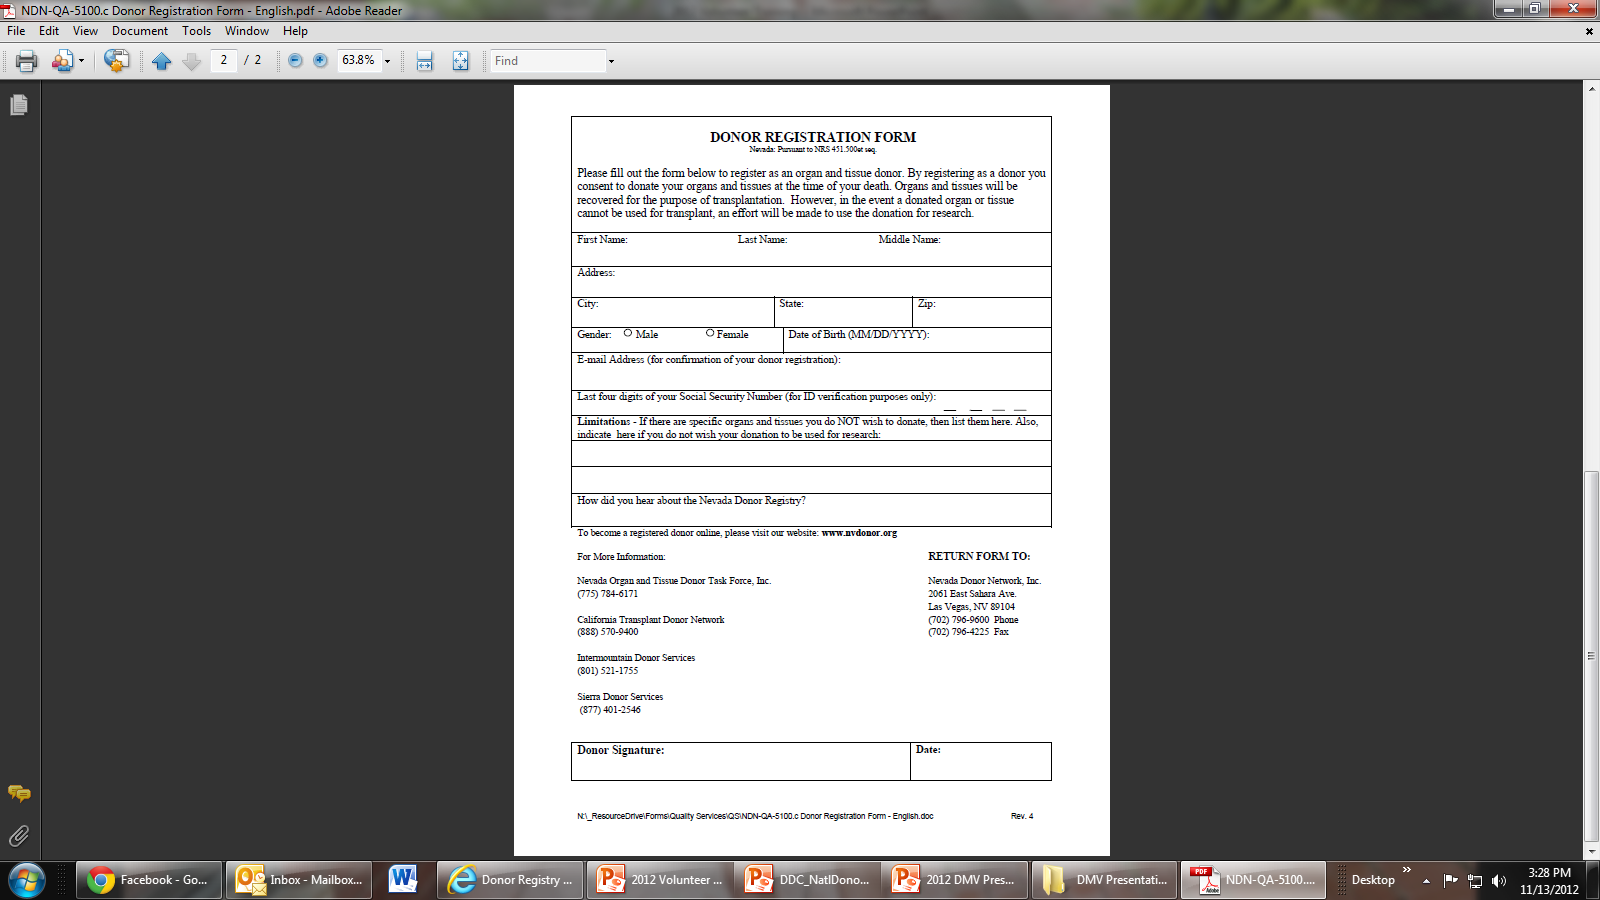 NDN-QA-5100.c Donor Registration Form - English.pdf - Adobe Reader
File Edit View Document Tools Window Help
2 / 2 63.8% Find
DONOR REGISTRATION FORM
Nevada: Pursuant to NRS 451.500et seq.
Please fill out the form below to register as an organ and tissue donor. By registering as a donor you
consent to donate your organs and tissues at the time of your death. Organs and tissues will be
recovered for the purpose of transplantation. However, in the event a donated organ or tissue
cannot be used for transplant, an effort will be made to use the donation for research.
First Name: Last Name: Middle Name:
Address:
City: State: Zip:
Gender: Male Female Date of Birth (MM/DD/YYYY):
E-mail Address (for confirmation of your donor registration):
Last four digits of your Social Security Number (for ID verification purposes only): __ __ __ __
Limitations - If there are specific organs and tissues you do NOT wish to donate, then list them here. Also,
indicate here if you do not wish your donation to be used for research:
How did you hear about the Nevada Donor Registry?
To become a registered donor online, please visit our website: www.nvdonor.org
For More Information:
Nevada Organ and Tissue Donor Task Force, Inc.
(775) 784-6171
California Transplant Donor Network
(888) 570-9400
Intermountain Donor Services
(801) 521-1755
Sierra Donor Services
(877) 401-2546
RETURN FORM TO:
Nevada Donor Network, Inc.
2061 East Sahara Ave.
Las Vegas, NV 89104
(702) 796-9600 Phone
(702) 796-4225 Fax
Donor Signature: Date:
N:\_ResourceDrive\Forms\Quality Services\QS\NDN-QA-5100.c Donor Registration Form - English.doc Rev. 4
Facebook - Go... Inbox - Mailbox... Donor Registry ... 2012 Volunteer ... DDC_NatlDono... 2012 DMV Pres... DMV Presentati... NDN-QA-5100.... Desktop
3:28 PM
11/13/2012